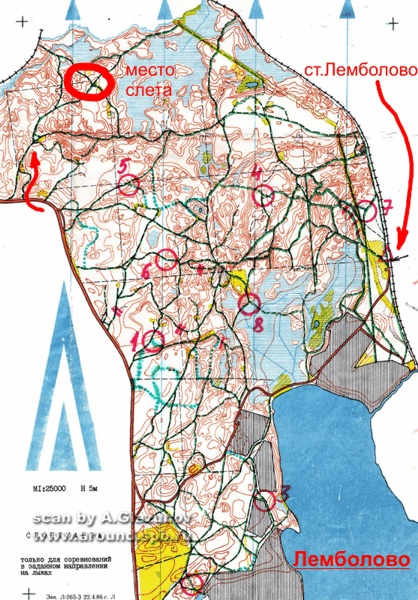 место
слета
ст.Лемболово
5
4
7
6
8
1
3
МI:25000 Н 5м
scan by A.G
только для соревнований
в заданном направлении
на лыжах
Лемболово
Зак. Л-265-3 22.4.86 г. Л